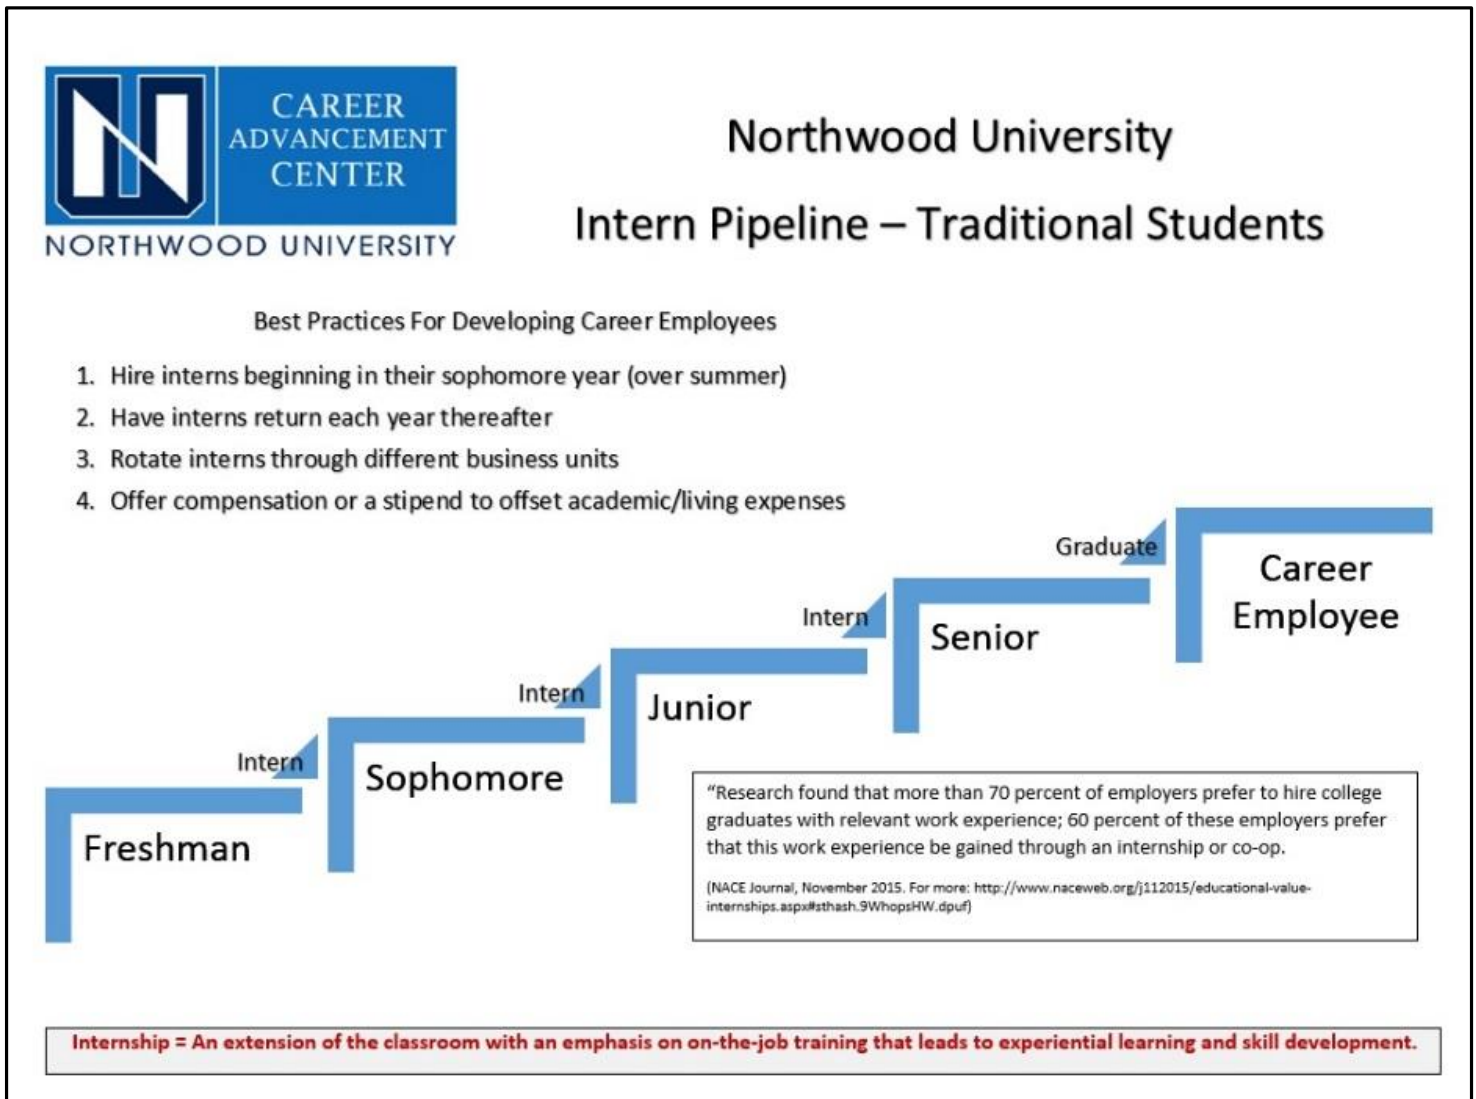 CAREER
ADVANCEMENT
CENTER
NORTHWOOD UNIVERSITY
Northwood University
Intern Pipeline – Traditional Students
Best Practices For Developing Career Employees
1. Hire interns beginning in their sophomore year (over summer)
2. Have interns return each year thereafter
3. Rotate interns through different business units
4. Offer compensation or a stipend to offset academic/living expenses
Freshman
Intern
Sophomore
Intern
Junior
Intern
Senior
Graduate
Career
Employee
“Research found that more than 70 percent of employers prefer to hire college
graduates with relevant work experience; 60 percent of these employers prefer
that this work experience be gained through an internship or co-op.
(NACE Journal, November 2015. For more: http://www.naceweb.org/j112015/educational-value-
internships.aspx#sthash.9WhopsHW.dpuf)
Internship = An extension of the classroom with an emphasis on on-the-job training that leads to experiential learning and skill development.